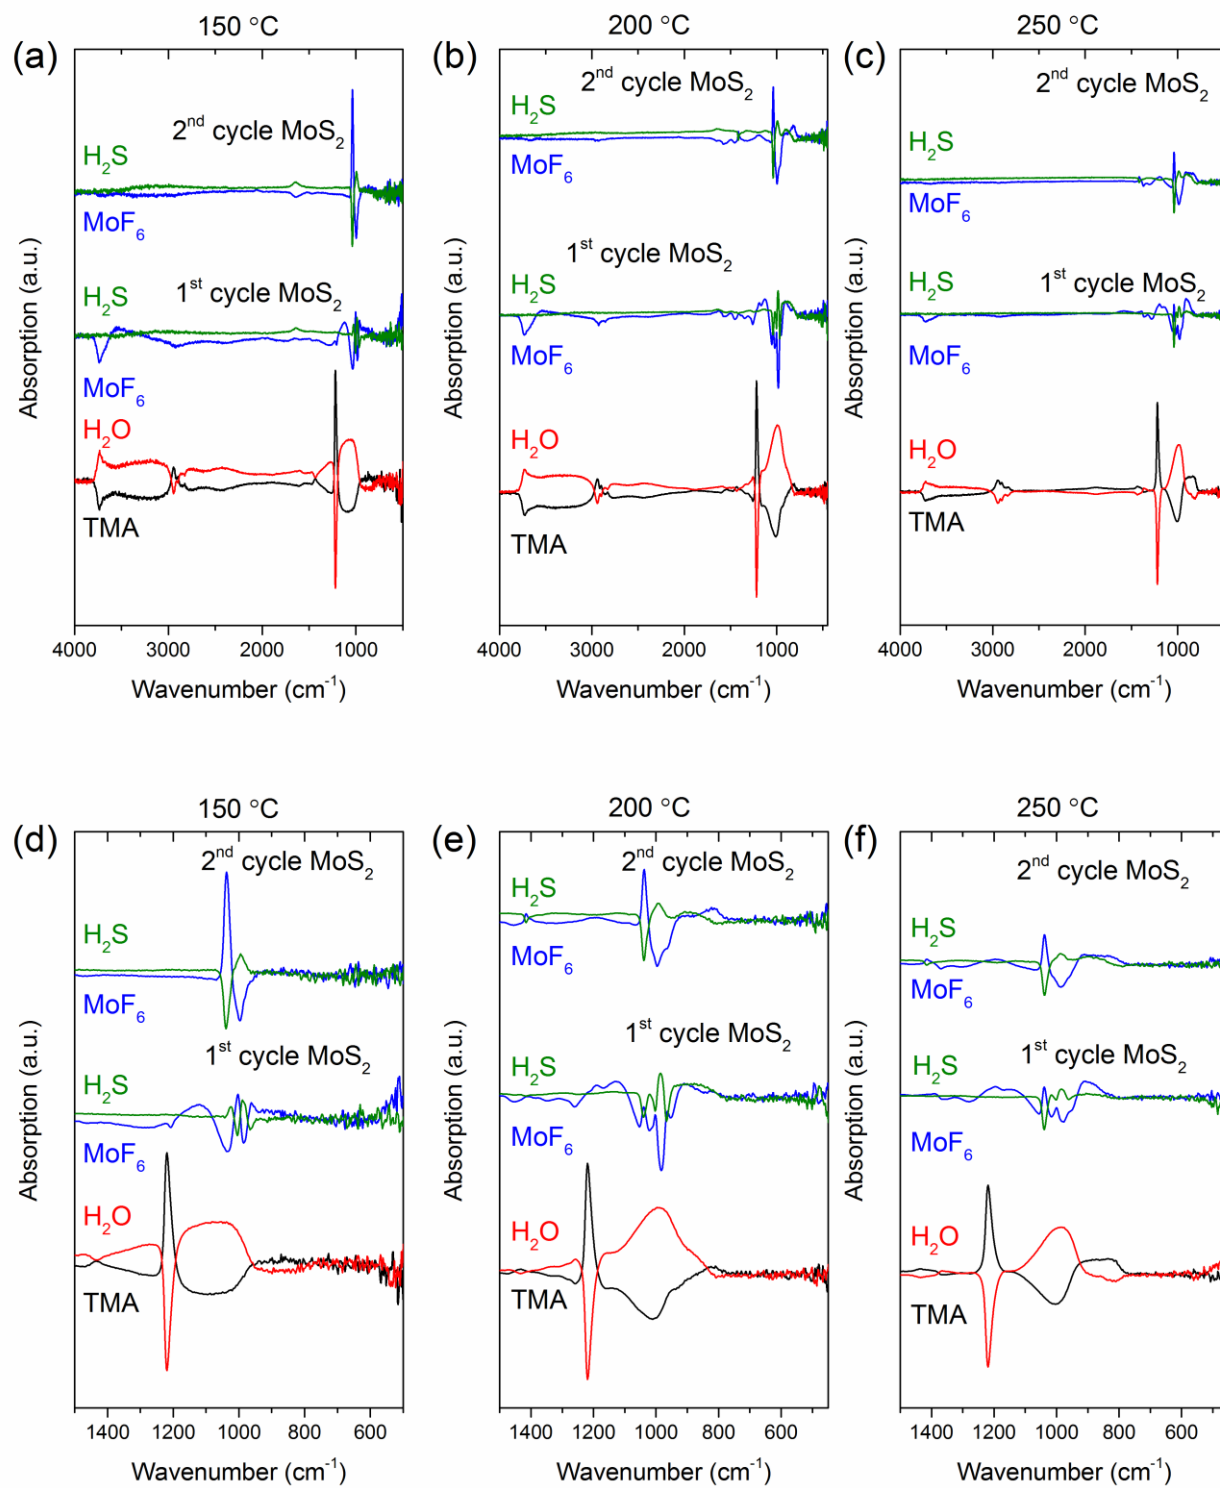 150 °C
(a)
2nd cycle MoS2
H2S
MoF6
1st cycle MoS2
H2S
MoF6
H2O
TMA
Absorption (a.u.)
4000 3000 2000 1000
Wavenumber (cm-1)
200 °C
(b)
2nd cycle MoS2
H2S
MoF6
1st cycle MoS2
H2S
MoF6
H2O
TMA
Absorption (a.u.)
4000 3000 2000 1000
Wavenumber (cm-1)
250 °C
(c)
2nd cycle MoS2
H2S
MoF6
1st cycle MoS2
H2S
MoF6
H2O
TMA
Absorption (a.u.)
4000 3000 2000 1000
Wavenumber (cm-1)
150 °C
(d)
2nd cycle MoS2
H2S
MoF6
1st cycle MoS2
H2S
MoF6
H2O
TMA
Absorption (a.u.)
1400 1200 1000 800 600
Wavenumber (cm-1)
200 °C
(e)
2nd cycle MoS2
H2S
MoF6
1st cycle MoS2
H2S
MoF6
H2O
TMA
Absorption (a.u.)
1400 1200 1000 800 600
Wavenumber (cm-1)
250 °C
(f)
2nd cycle MoS2
H2S
MoF6
1st cycle MoS2
H2S
MoF6
H2O
TMA
Absorption (a.u.)
1400 1200 1000 800 600
Wavenumber (cm-1)